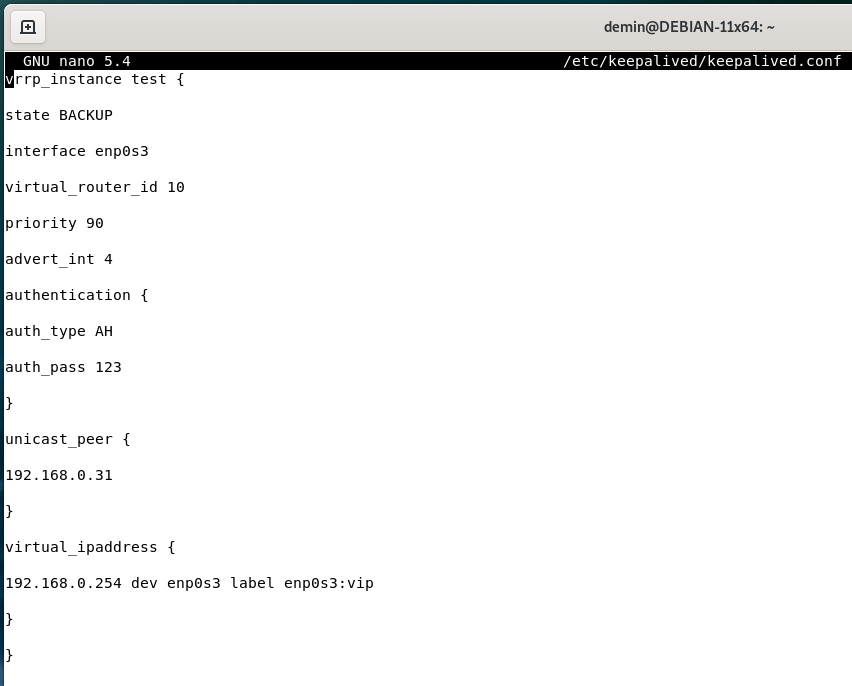 demin@DEBIAN-11x64: ~
GNU nano 5.4 /etc/keepalived/keepalived.conf
vrrp_instance test {
state BACKUP
interface enp0s3
virtual_router_id 10
priority 90
advert_int 4
authentication {
auth_type AH
auth_pass 123
}
unicast_peer {
192.168.0.31
}
virtual_ipaddress {
192.168.0.254 dev enp0s3 label enp0s3:vip
}
}